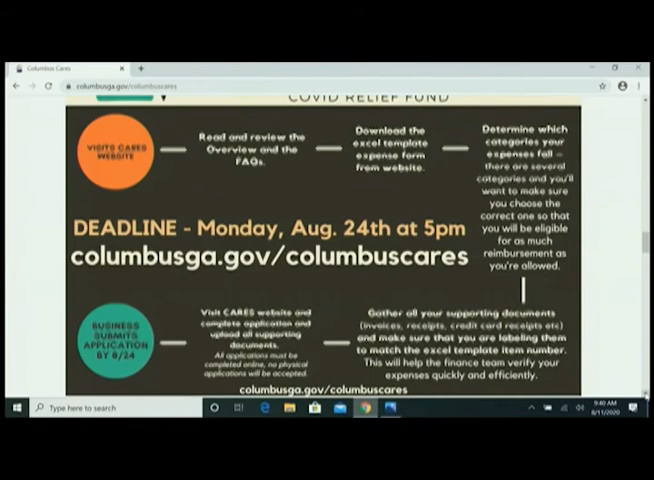 Columbus Cares
columbusga.gov/columbuscares
COVID RELIEF FUND
VISITS CARES
WEBSITE
Read and review the
Overview and the
FAQs.
Download the
excel template
expense form
from website.
Determine which
categories your
expenses fall –
there are several
categories and you'll
want to make sure
you choose the
correct one so that
you will be eligible
for as much
reimbursement as
you're allowed.
DEADLINE - Monday, Aug. 24th at 5pm
columbusga.gov/columbuscares
BUSINESS
SUBMITS
APPLICATION
BY 8/24
Visit CARES website and
complete application and
upload all supporting
documents.
All applications must be
completed online, no physical
applications will be accepted.
Gather all your supporting documents
(invoices, receipts, credit card receipts etc)
and make sure that you are labeling them
to match the excel template item number.
This will help the finance team verify your
expenses quickly and efficiently.
columbusga.gov/columbuscares
Type here to search
9:40 AM
8/11/2020